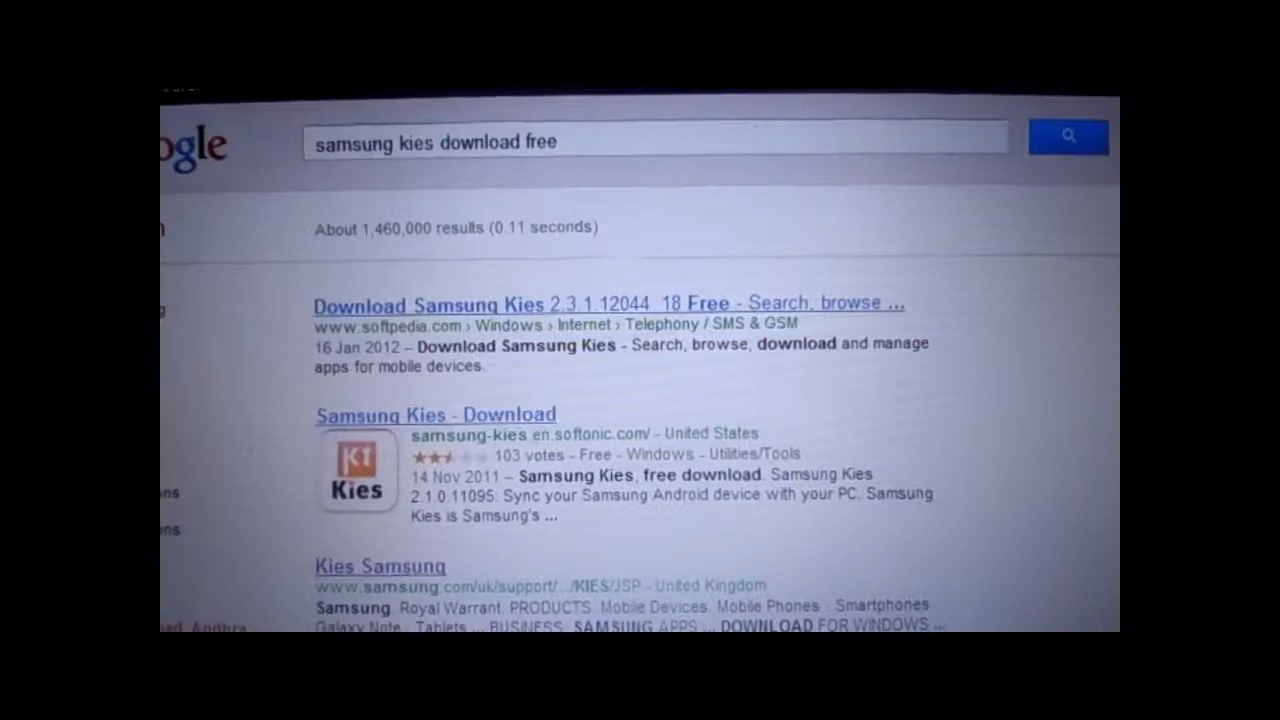 ogle
samsung kies download free
About 1,460,000 results (0.11 seconds)
Download Samsung Kies 2.3.1.12044_18 Free - Search, browse ...
www.softpedia.com › Windows › Internet › Telephony / SMS & GSM
16 Jan 2012 – Download Samsung Kies - Search, browse, download and manage
apps for mobile devices.
Samsung Kies - Download
samsung-kies.en.softonic.com/ - United States
103 votes - Free - Windows - Utilities/Tools
14 Nov 2011 – Samsung Kies, free download. Samsung Kies
2.1.0.11095: Sync your Samsung Android device with your PC. Samsung
Kies is Samsung's ...
Kies
ns
ns
Kies Samsung
www.samsung.com/uk/support/.../KIES/JSP - United Kingdom
Samsung. Royal Warrant. PRODUCTS. Mobile Devices. Mobile Phones · Smartphones
Galaxy Note · Tablets ... BUSINESS. SAMSUNG APPS ... DOWNLOAD FOR WINDOWS ...
ad, Andhra